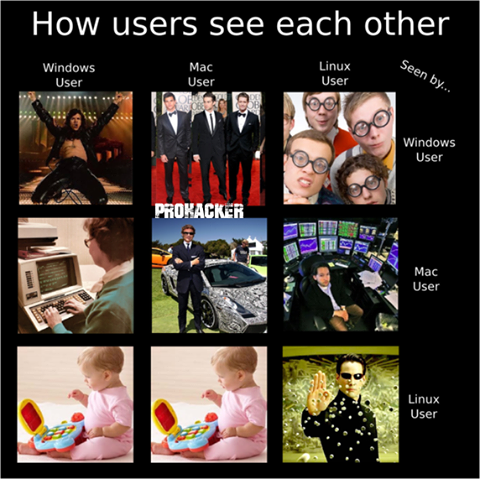 How users see each other
Windows
User
Mac
User
Linux
User
Seen by...
Windows
User
PROHACKER
Mac
User
Linux
User